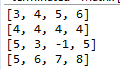 [3, 4, 5, 6]
[4, 4, 4, 4]
[5, 3, -1, 5]
[5, 6, 7, 8]